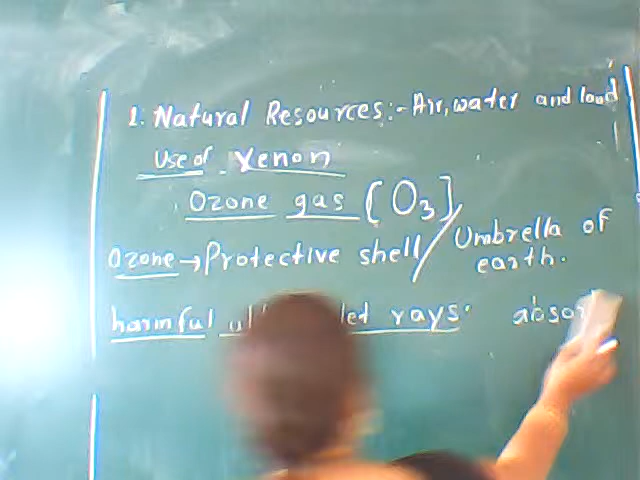 1. Natural Resources:- Air, water and land
Use of Xenon
Ozone gas [O3]
Ozone → Protective shell / Umbrella of
earth.
harmful rays.